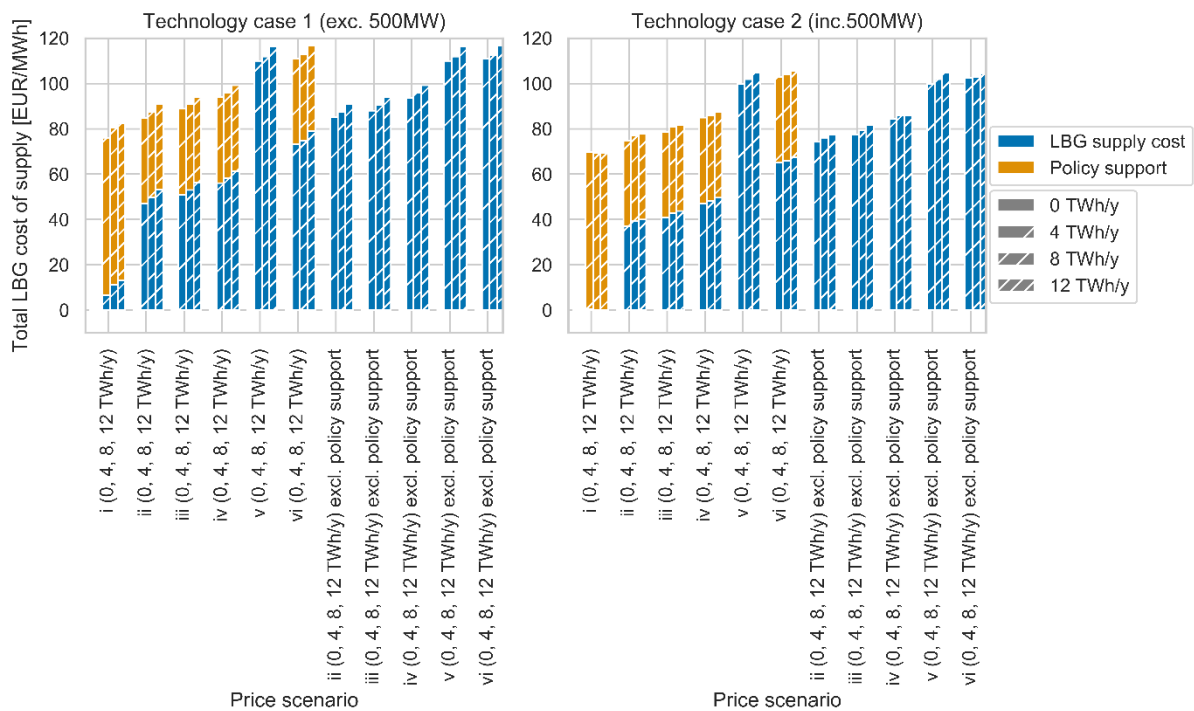 Technology case 1 (exc. 500MW)
Technology case 2 (inc.500MW)
Total LBG cost of supply [EUR/MWh]
120
100
80
60
40
20
0
120
100
80
60
40
20
0
LBG supply cost
Policy support
0 TWh/y
4 TWh/y
8 TWh/y
12 TWh/y
i (0, 4, 8, 12 TWh/y)
ii (0, 4, 8, 12 TWh/y)
iii (0, 4, 8, 12 TWh/y)
iv (0, 4, 8, 12 TWh/y)
v (0, 4, 8, 12 TWh/y)
vi (0, 4, 8, 12 TWh/y)
ii (0, 4, 8, 12 TWh/y) excl. policy support
iii (0, 4, 8, 12 TWh/y) excl. policy support
iv (0, 4, 8, 12 TWh/y) excl. policy support
v (0, 4, 8, 12 TWh/y) excl. policy support
vi (0, 4, 8, 12 TWh/y) excl. policy support
i (0, 4, 8, 12 TWh/y)
ii (0, 4, 8, 12 TWh/y)
iii (0, 4, 8, 12 TWh/y)
iv (0, 4, 8, 12 TWh/y)
v (0, 4, 8, 12 TWh/y)
vi (0, 4, 8, 12 TWh/y)
ii (0, 4, 8, 12 TWh/y) excl. policy support
iii (0, 4, 8, 12 TWh/y) excl. policy support
iv (0, 4, 8, 12 TWh/y) excl. policy support
v (0, 4, 8, 12 TWh/y) excl. policy support
vi (0, 4, 8, 12 TWh/y) excl. policy support
Price scenario
Price scenario